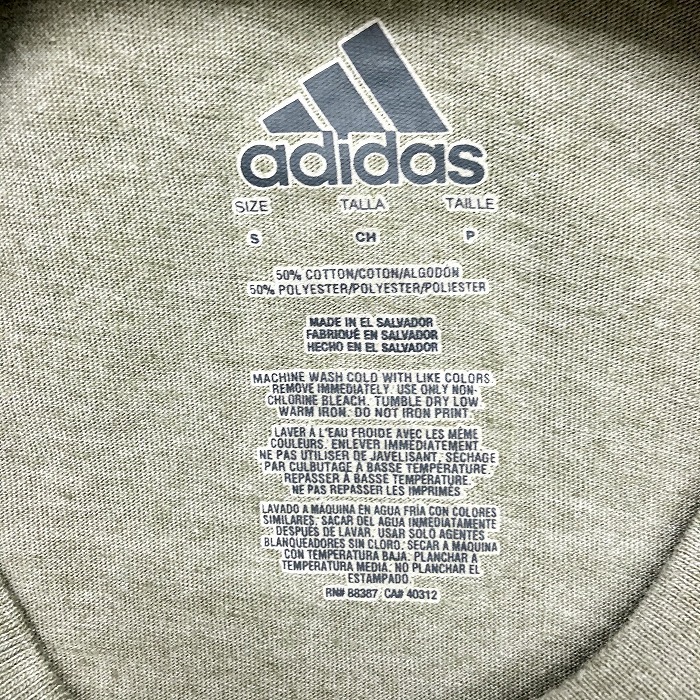 adidas
SIZE TALLA TAILLE
S CH P
50% COTTON/COTON/ALGODON
50% POLYESTER/POLYESTER/POLIESTER
MADE IN EL SALVADOR
FABRIQUÉ EN SALVADOR
HECHO EN EL SALVADOR
MACHINE WASH COLD WITH LIKE COLORS.
REMOVE IMMEDIATELY. USE ONLY NON-
CHLORINE BLEACH. TUMBLE DRY LOW.
WARM IRON. DO NOT IRON PRINT.
LAVER À L'EAU FROIDE AVEC LES MÊME
COULEURS. ENLEVER IMMEDIATEMENT.
NE PAS UTILISER DE JAVELISANT. SÉCHAGE
PAR CULBUTAGE À BASSE TEMPÉRATURE.
REPASSER À BASSE TEMPÉRATURE.
NE PAS REPASSER LES IMPRIMÉS
LAVADO A MÁQUINA EN AGUA FRÍA CON COLORES
SIMILARES. SACAR DEL AGUA INMEDIATAMENTE
DESPUÉS DE LAVAR. USAR SOLO AGENTES
BLANQUEADORES SIN CLORO. SECAR A MÁQUINA
CON TEMPERATURA BAJA. PLANCHAR A
TEMPERATURA MEDIA. NO PLANCHAR EL
ESTAMPADO.
RN# 88387 CA# 40312